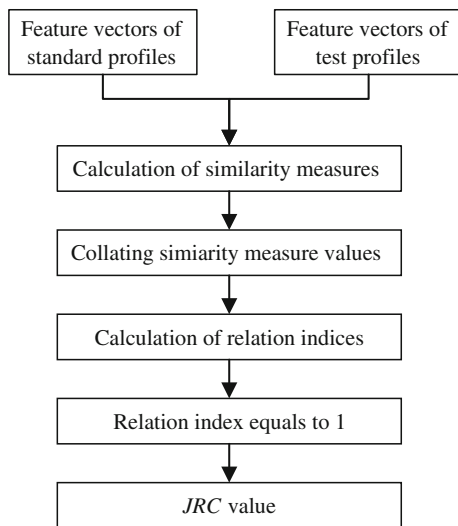 Feature vectors of
standard profiles
Feature vectors of
test profiles
Calculation of similarity measures
Collating simiarity measure values
Calculation of relation indices
Relation index equals to 1
JRC value